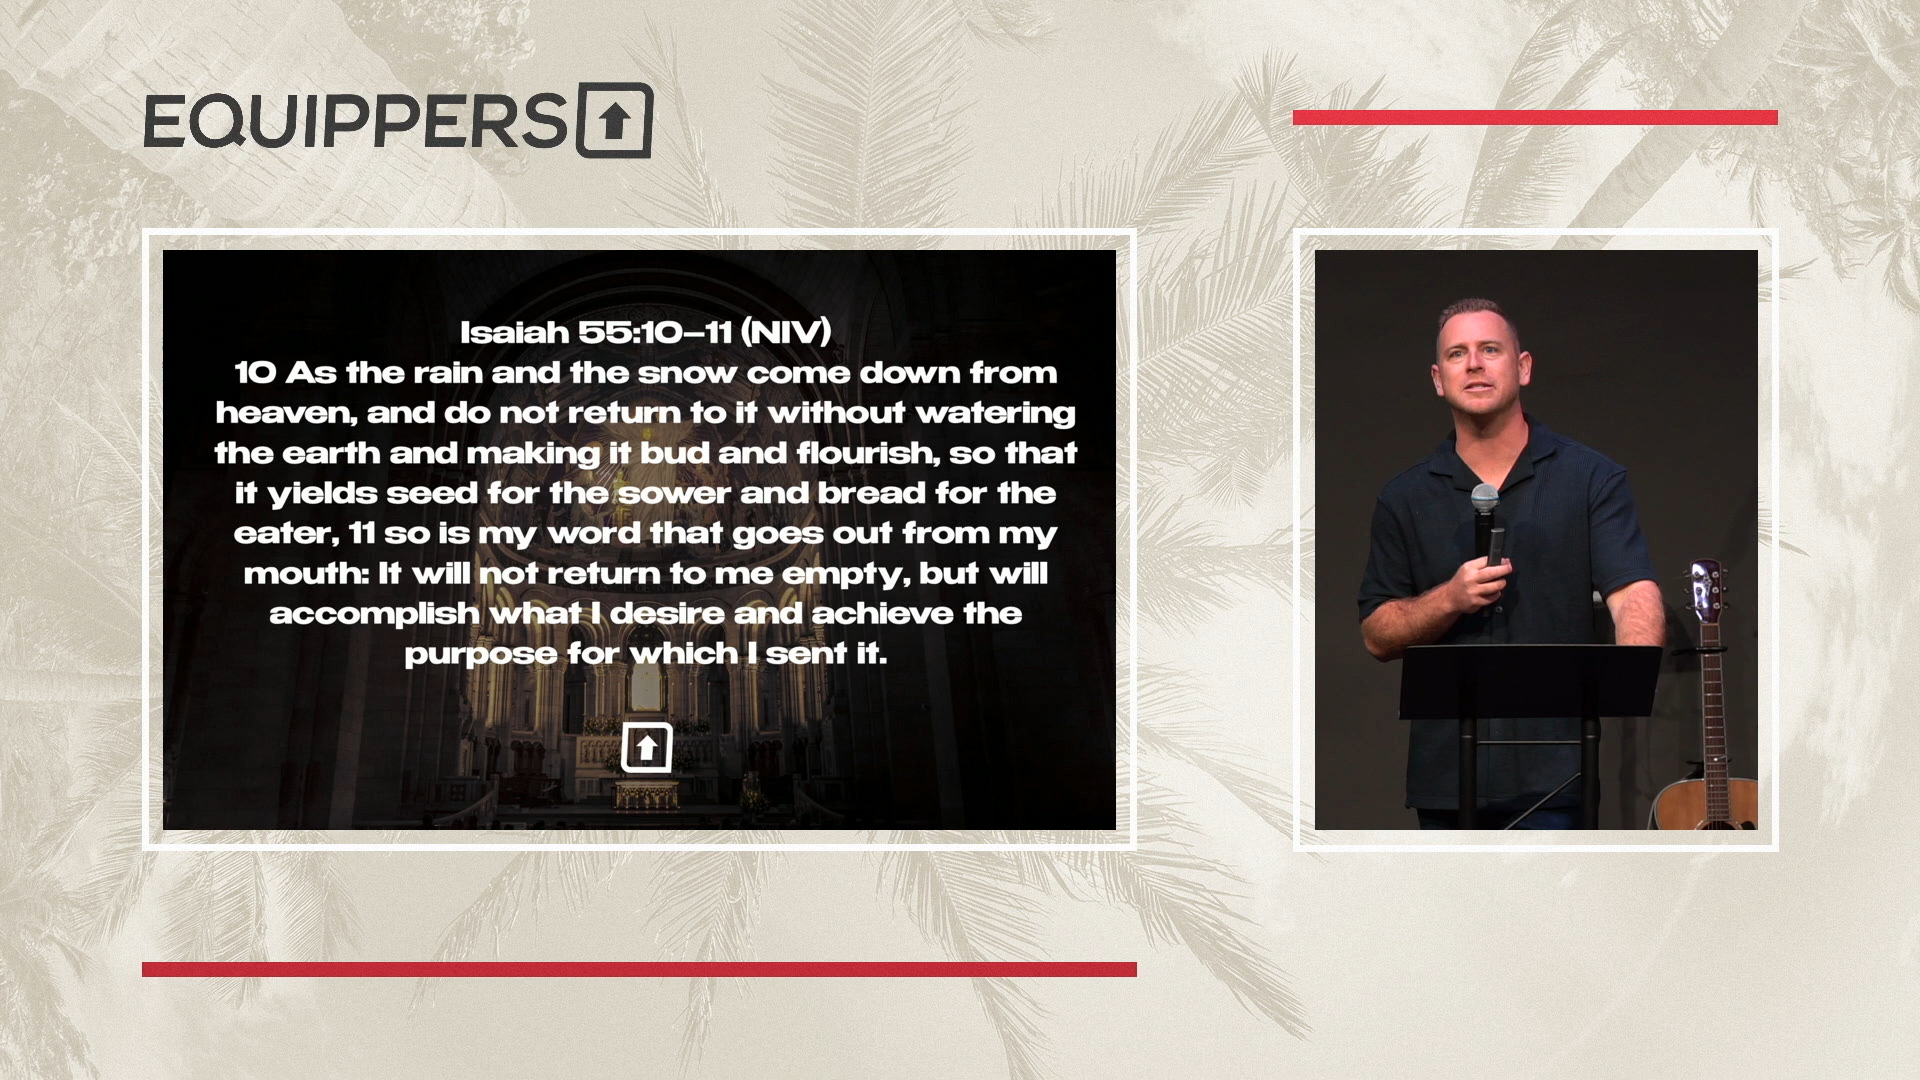 EQUIPPERS
Isaiah 55:10–11 (NIV)
10 As the rain and the snow come down from
heaven, and do not return to it without watering
the earth and making it bud and flourish, so that
it yields seed for the sower and bread for the
eater, 11 so is my word that goes out from my
mouth: It will not return to me empty, but will
accomplish what I desire and achieve the
purpose for which I sent it.